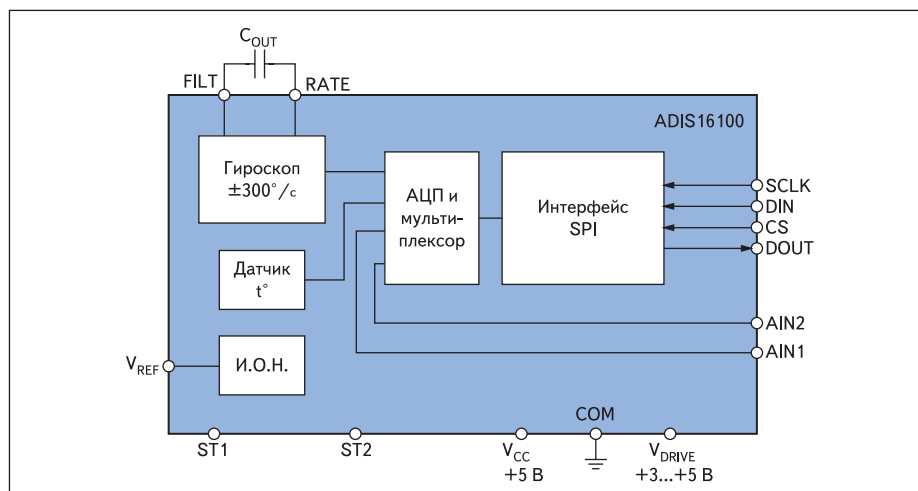 C_OUT
FILT
RATE
ADIS16100
Гироскоп
±300°/с
АЦП и
мульти-
плексор
Интерфейс
SPI
SCLK
DIN
CS
DOUT
Датчик
t°
AIN2
AIN1
V_REF
И.О.Н.
COM
ST1
ST2
V_CC
+5 В
V_DRIVE
+3...+5 В